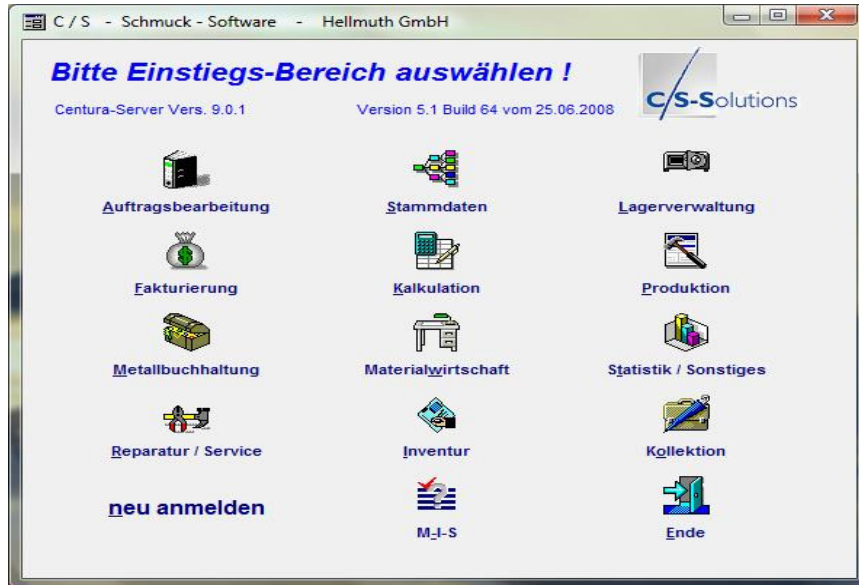 C / S - Schmuck - Software - Hellmuth GmbH
Bitte Einstiegs-Bereich auswählen !
Centura-Server Vers. 9.0.1 Version 5.1 Build 64 vom 25.06.2008
C/S-Solutions
Auftragsbearbeitung Stammdaten Lagerverwaltung
Fakturierung Kalkulation Produktion
Metallbuchhaltung Materialwirtschaft Statistik / Sonstiges
Reparatur / Service Inventur Kollektion
neu anmelden M-I-S Ende